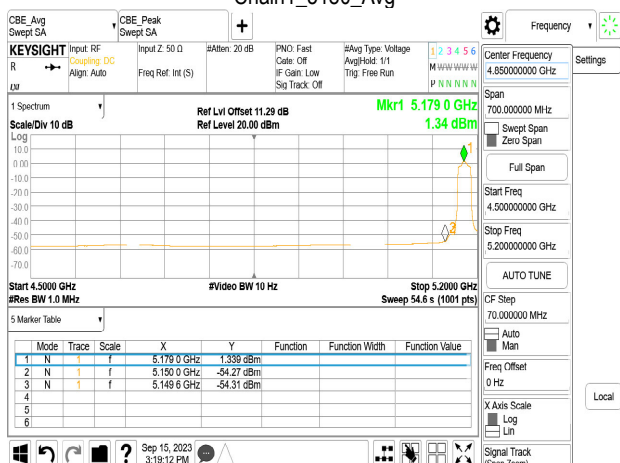 Chain1_5180_Avg
CBE_Avg
Swept SA
CBE_Peak
Swept SA
Frequency
KEYSIGHT
R
Input: RF
Coupling: DC
Align: Auto
Input Z: 50 Ω
Freq Ref: Int (S)
#Atten: 20 dB
PNO: Fast
Gate: Off
IF Gain: Low
Sig Track: Off
#Avg Type: Voltage
Avg|Hold: 1/1
Trig: Free Run
1 2 3 4 5 6
M W W W W W
P N N N N N
Center Frequency
4.850000000 GHz
Settings
Span
700.000000 MHz
Swept Span
Zero Span
Full Span
Start Freq
4.500000000 GHz
Stop Freq
5.200000000 GHz
AUTO TUNE
CF Step
70.000000 MHz
Auto
Man
Freq Offset
0 Hz
X Axis Scale
Log
Lin
Local
Signal Track
(Span Zoom)
1 Spectrum
Scale/Div 10 dB
Ref Lvl Offset 11.29 dB
Ref Level 20.00 dBm
Mkr1 5.179 0 GHz
1.34 dBm
Log
10.0
0.00
-10.0
-20.0
-30.0
-40.0
-50.0
-60.0
-70.0
1
2
Start 4.5000 GHz
#Res BW 1.0 MHz
#Video BW 10 Hz
Stop 5.2000 GHz
Sweep 54.6 s (1001 pts)
5 Marker Table
Mode Trace Scale X Y Function Function Width Function Value
1 N 1 f 5.179 0 GHz 1.339 dBm
2 N 1 f 5.150 0 GHz -54.27 dBm
3 N 1 f 5.149 6 GHz -54.31 dBm
4
5
6
Sep 15, 2023
3:19:12 PM